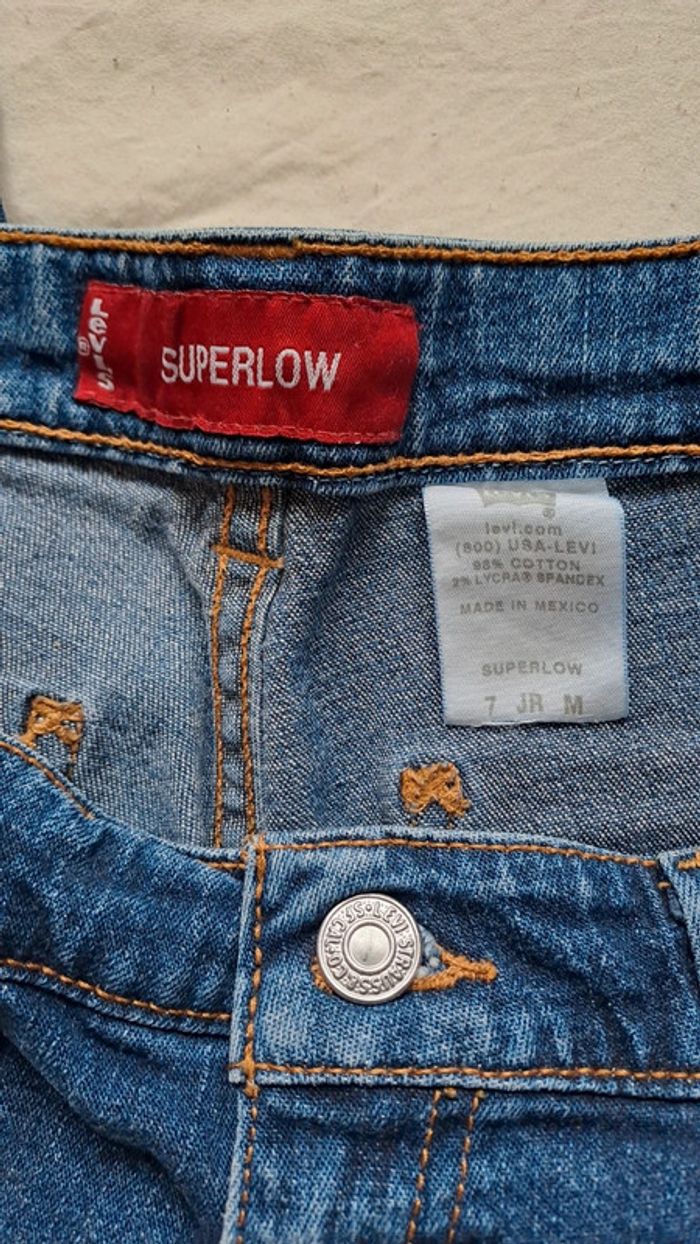 LEVI'S ®
SUPERLOW
®
levi.com
(800) USA-LEVI
98% COTTON
2% LYCRA® SPANDEX
MADE IN MEXICO
SUPERLOW
7 JR M
LEVI STRAUSS & CO